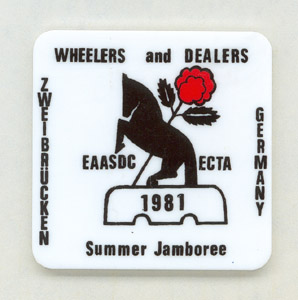 WHEELERS and DEALERS
ZWEIBRÜCKEN
EAASDC ECTA
GERMANY
1981
Summer Jamboree